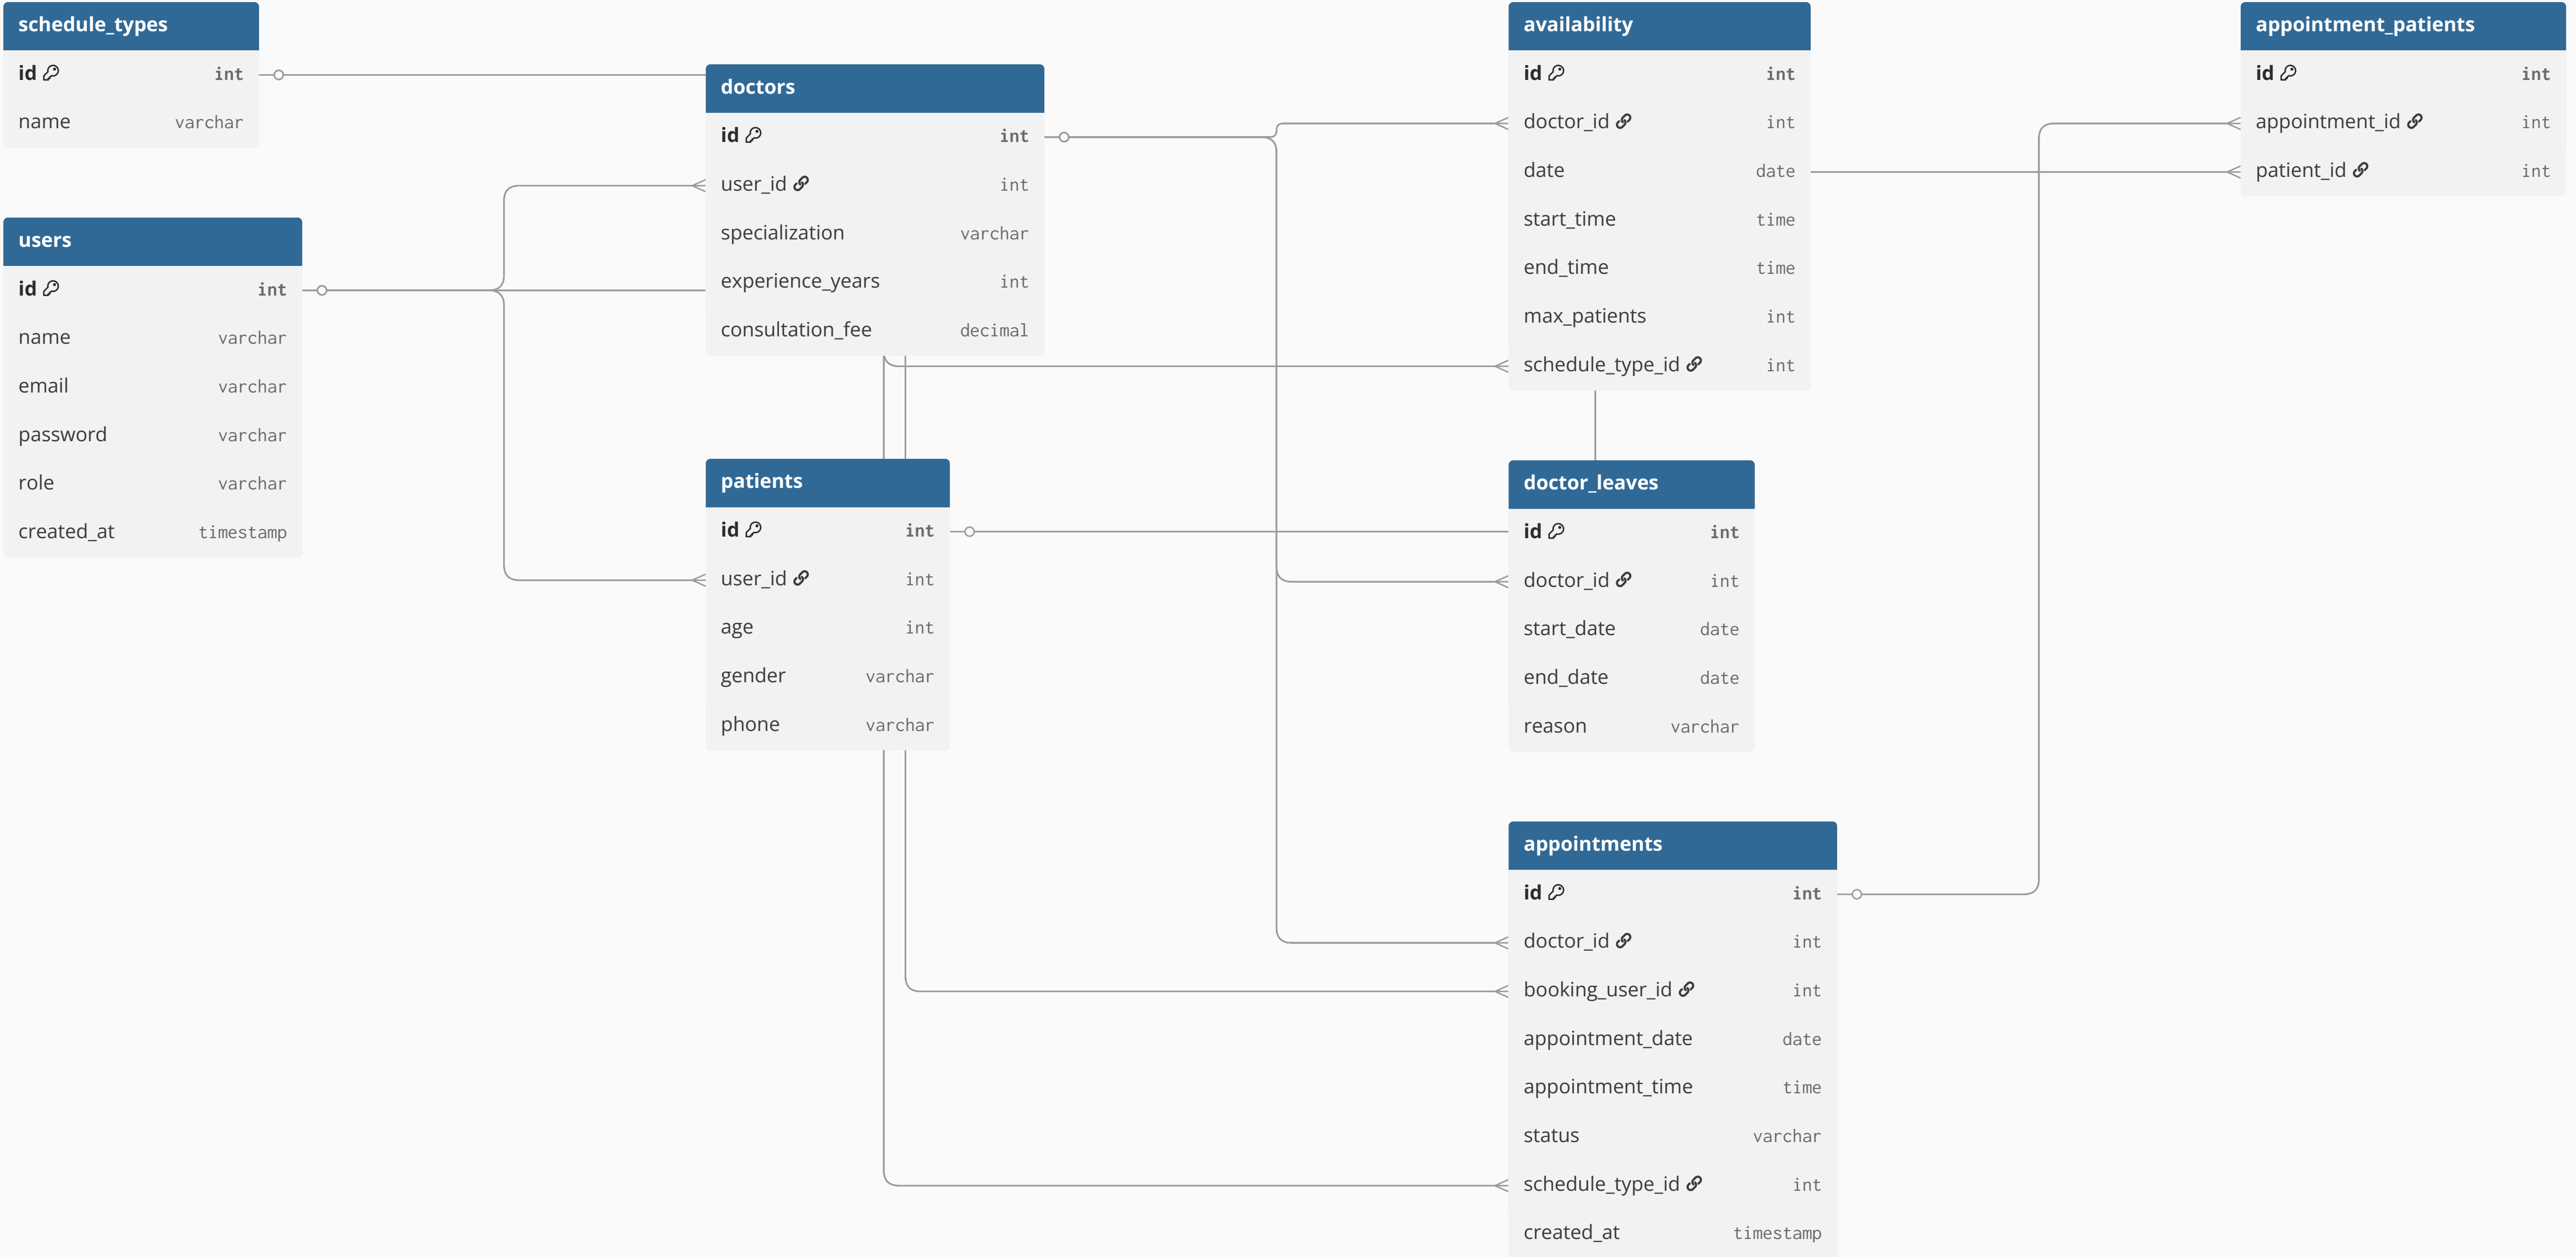 schedule_types
id int
name varchar
users
id int
name varchar
email varchar
password varchar
role varchar
created_at timestamp
doctors
id int
user_id int
specialization varchar
experience_years int
consultation_fee decimal
patients
id int
user_id int
age int
gender varchar
phone varchar
availability
id int
doctor_id int
date date
start_time time
end_time time
max_patients int
schedule_type_id int
doctor_leaves
id int
doctor_id int
start_date date
end_date date
reason varchar
appointments
id int
doctor_id int
booking_user_id int
appointment_date date
appointment_time time
status varchar
schedule_type_id int
created_at timestamp
appointment_patients
id int
appointment_id int
patient_id int